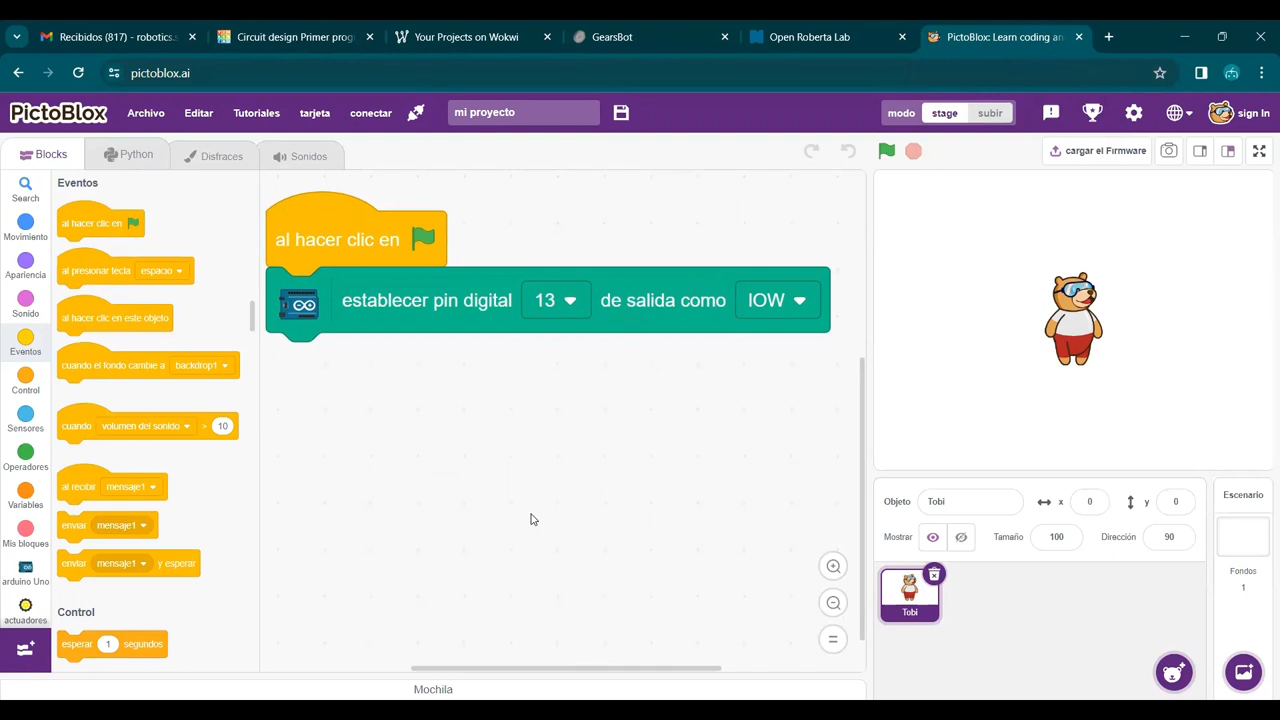 Recibidos (817) - robotics.
Circuit design Primer prog
Your Projects on Wokwi
GearsBot
Open Roberta Lab
PictoBlox: Learn coding an
pictoblox.ai
PictoBlox
Archivo
Editar
Tutoriales
tarjeta
conectar
mi proyecto
modo
stage
subir
sign In
Blocks
Python
Disfraces
Sonidos
cargar el Firmware
Search
Movimiento
Apariencia
Sonido
Eventos
Control
Sensores
Operadores
Variables
Mis bloques
arduino Uno
actuadores
Eventos
al hacer clic en
al presionar tecla espacio
al hacer clic en este objeto
cuando el fondo cambie a backdrop1
cuando volumen del sonido > 10
al recibir mensaje1
enviar mensaje1
enviar mensaje1 y esperar
Control
esperar 1 segundos
al hacer clic en
establecer pin digital 13 de salida como lOW
Objeto Tobi x 0 y 0
Mostrar Tamaño 100 Dirección 90
Tobi
Escenario
Fondos
1
Mochila